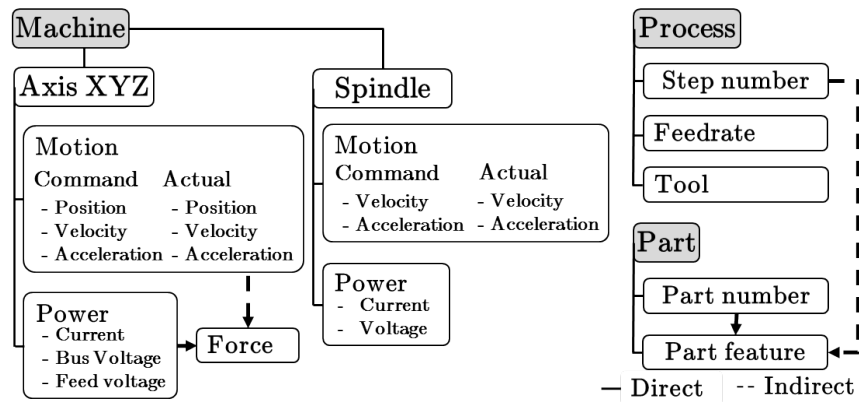 Machine
Axis XYZ
Motion
Command Actual
- Position - Position
- Velocity - Velocity
- Acceleration - Acceleration
Power
- Current
- Bus Voltage
- Feed voltage
Force
Spindle
Motion
Command Actual
- Velocity - Velocity
- Acceleration - Acceleration
Power
- Current
- Voltage
Process
Step number
Feedrate
Tool
Part
Part number
Part feature
Direct -- Indirect